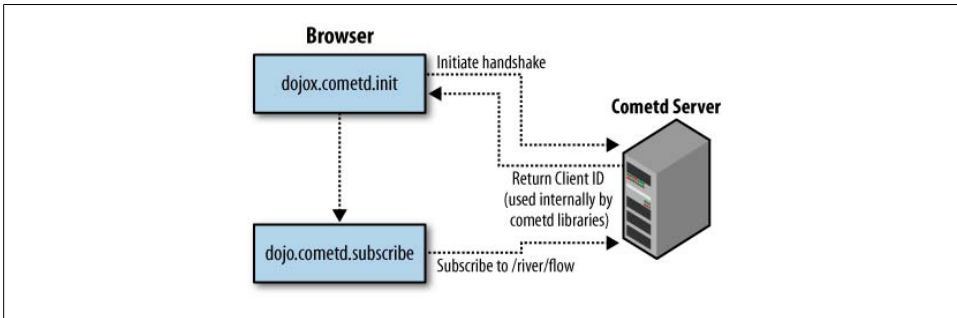 Browser
dojox.cometd.init
Initiate handshake
Cometd Server
Return Client ID
(used internally by
cometd libraries)
dojo.cometd.subscribe
Subscribe to /river/flow